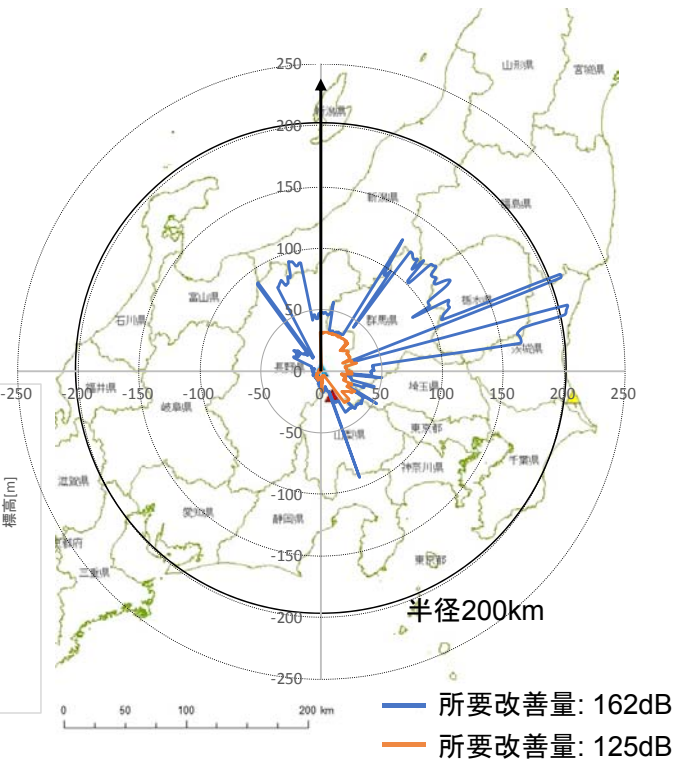 山形県
宮城県
250
新潟県
200
150
新潟県
福島県
100
富山県
50
栃木県
石川県
群馬県
茨城県
長野県
-250
-200
-150
-100
-50
0
0
50
100
150
200
250
福井県
岐阜県
埼玉県
-50
山梨県
東京都
神奈川県
千葉県
滋賀県
標高[m]
-100
愛知県
静岡県
-150
東京都
三重県
半径200km
-200
-250
0
50
100
200 km
所要改善量: 162dB
所要改善量: 125dB